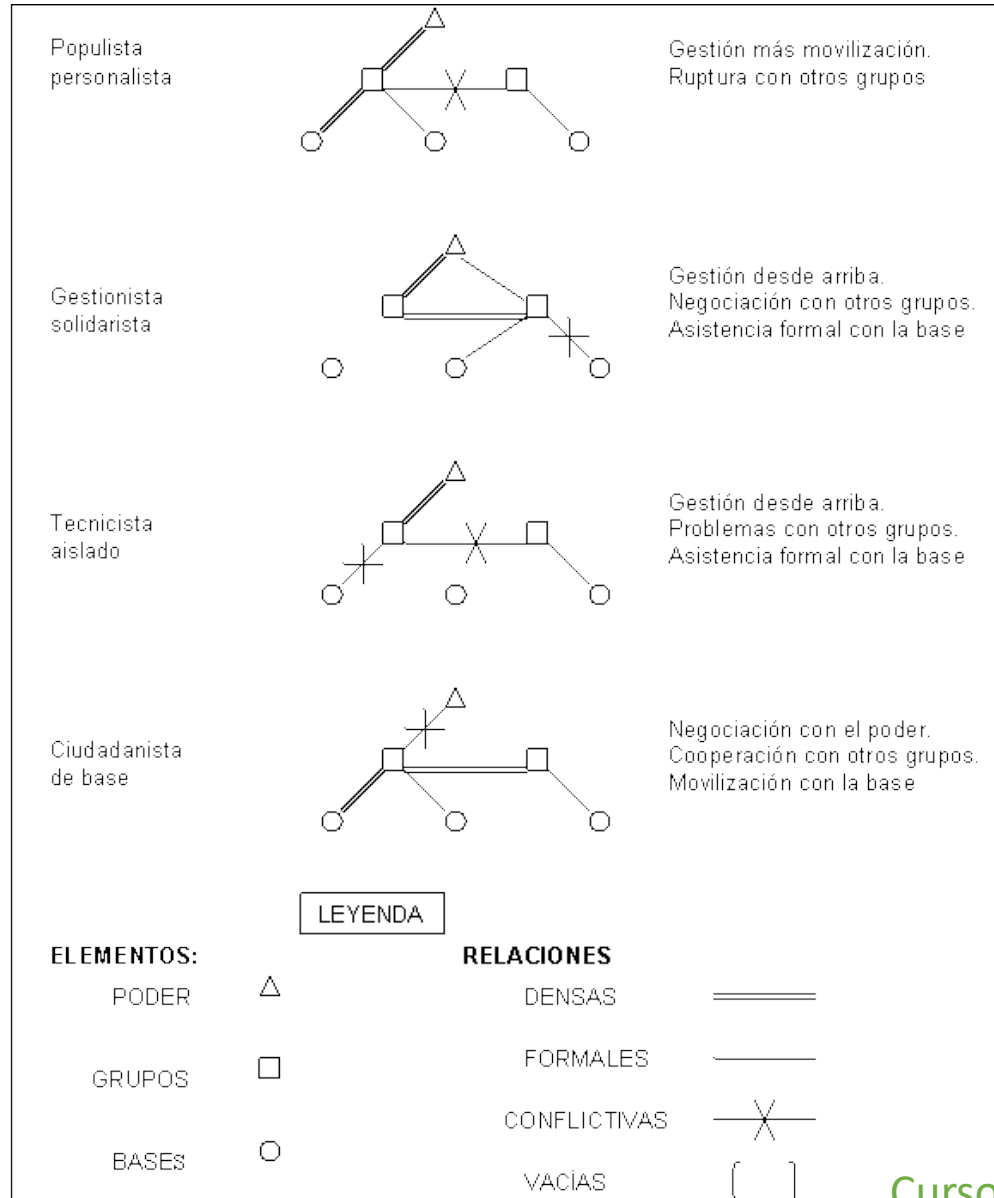 Populista
personalista
Gestión más movilización.
Ruptura con otros grupos
Gestionista
solidarista
Gestión desde arriba.
Negociación con otros grupos.
Asistencia formal con la base
Tecnicista
aislado
Gestión desde arriba.
Problemas con otros grupos.
Asistencia formal con la base
Ciudadanista
de base
Negociación con el poder.
Cooperación con otros grupos.
Movilización con la base
LEYENDA
ELEMENTOS:
PODER
GRUPOS
BASES
RELACIONES
DENSAS
FORMALES
CONFLICTIVAS
VACÍAS
Curso